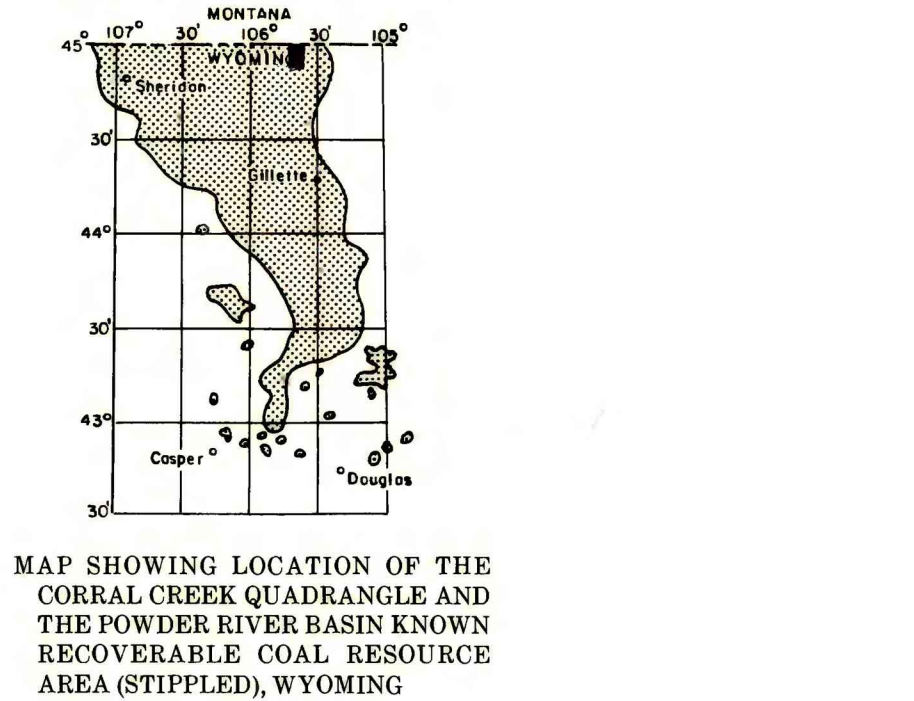 MONTANA
107° 30' 106° 30' 105°
45°
WYOMING
Sheridan
30'
Gillette
44°
30'
43°
Casper
Douglas
30'
MAP SHOWING LOCATION OF THE
CORRAL CREEK QUADRANGLE AND
THE POWDER RIVER BASIN KNOWN
RECOVERABLE COAL RESOURCE
AREA (STIPPLED), WYOMING